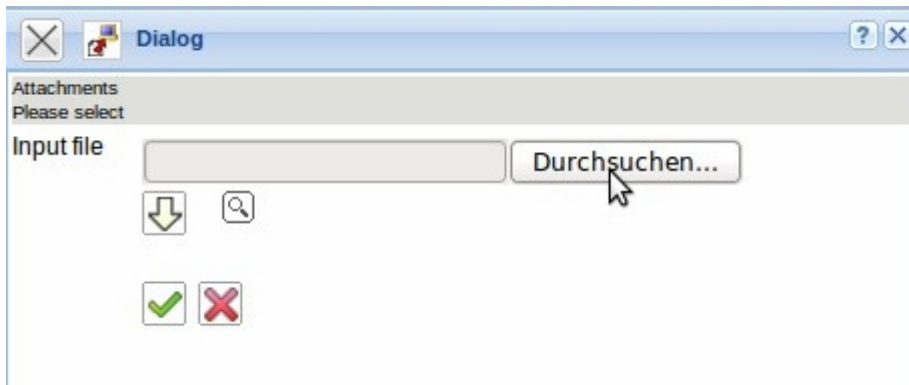 Dialog
?
Attachments
Please select
Input file
Durchsuchen...